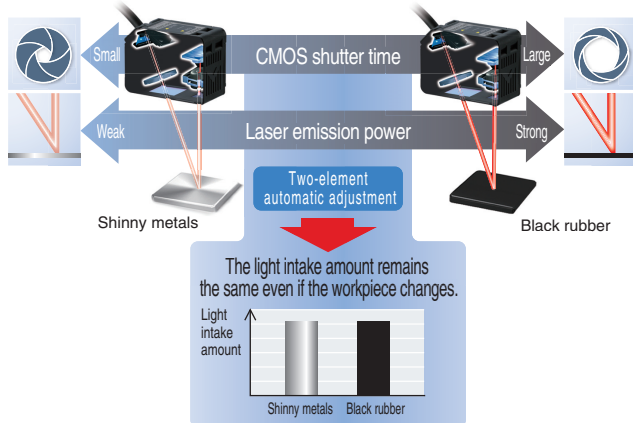 Small
CMOS shutter time
Large
Weak
Laser emission power
Strong
Two-element
automatic adjustment
Shinny metals
Black rubber
The light intake amount remains
the same even if the workpiece changes.
Light
intake
amount
Shinny metals
Black rubber